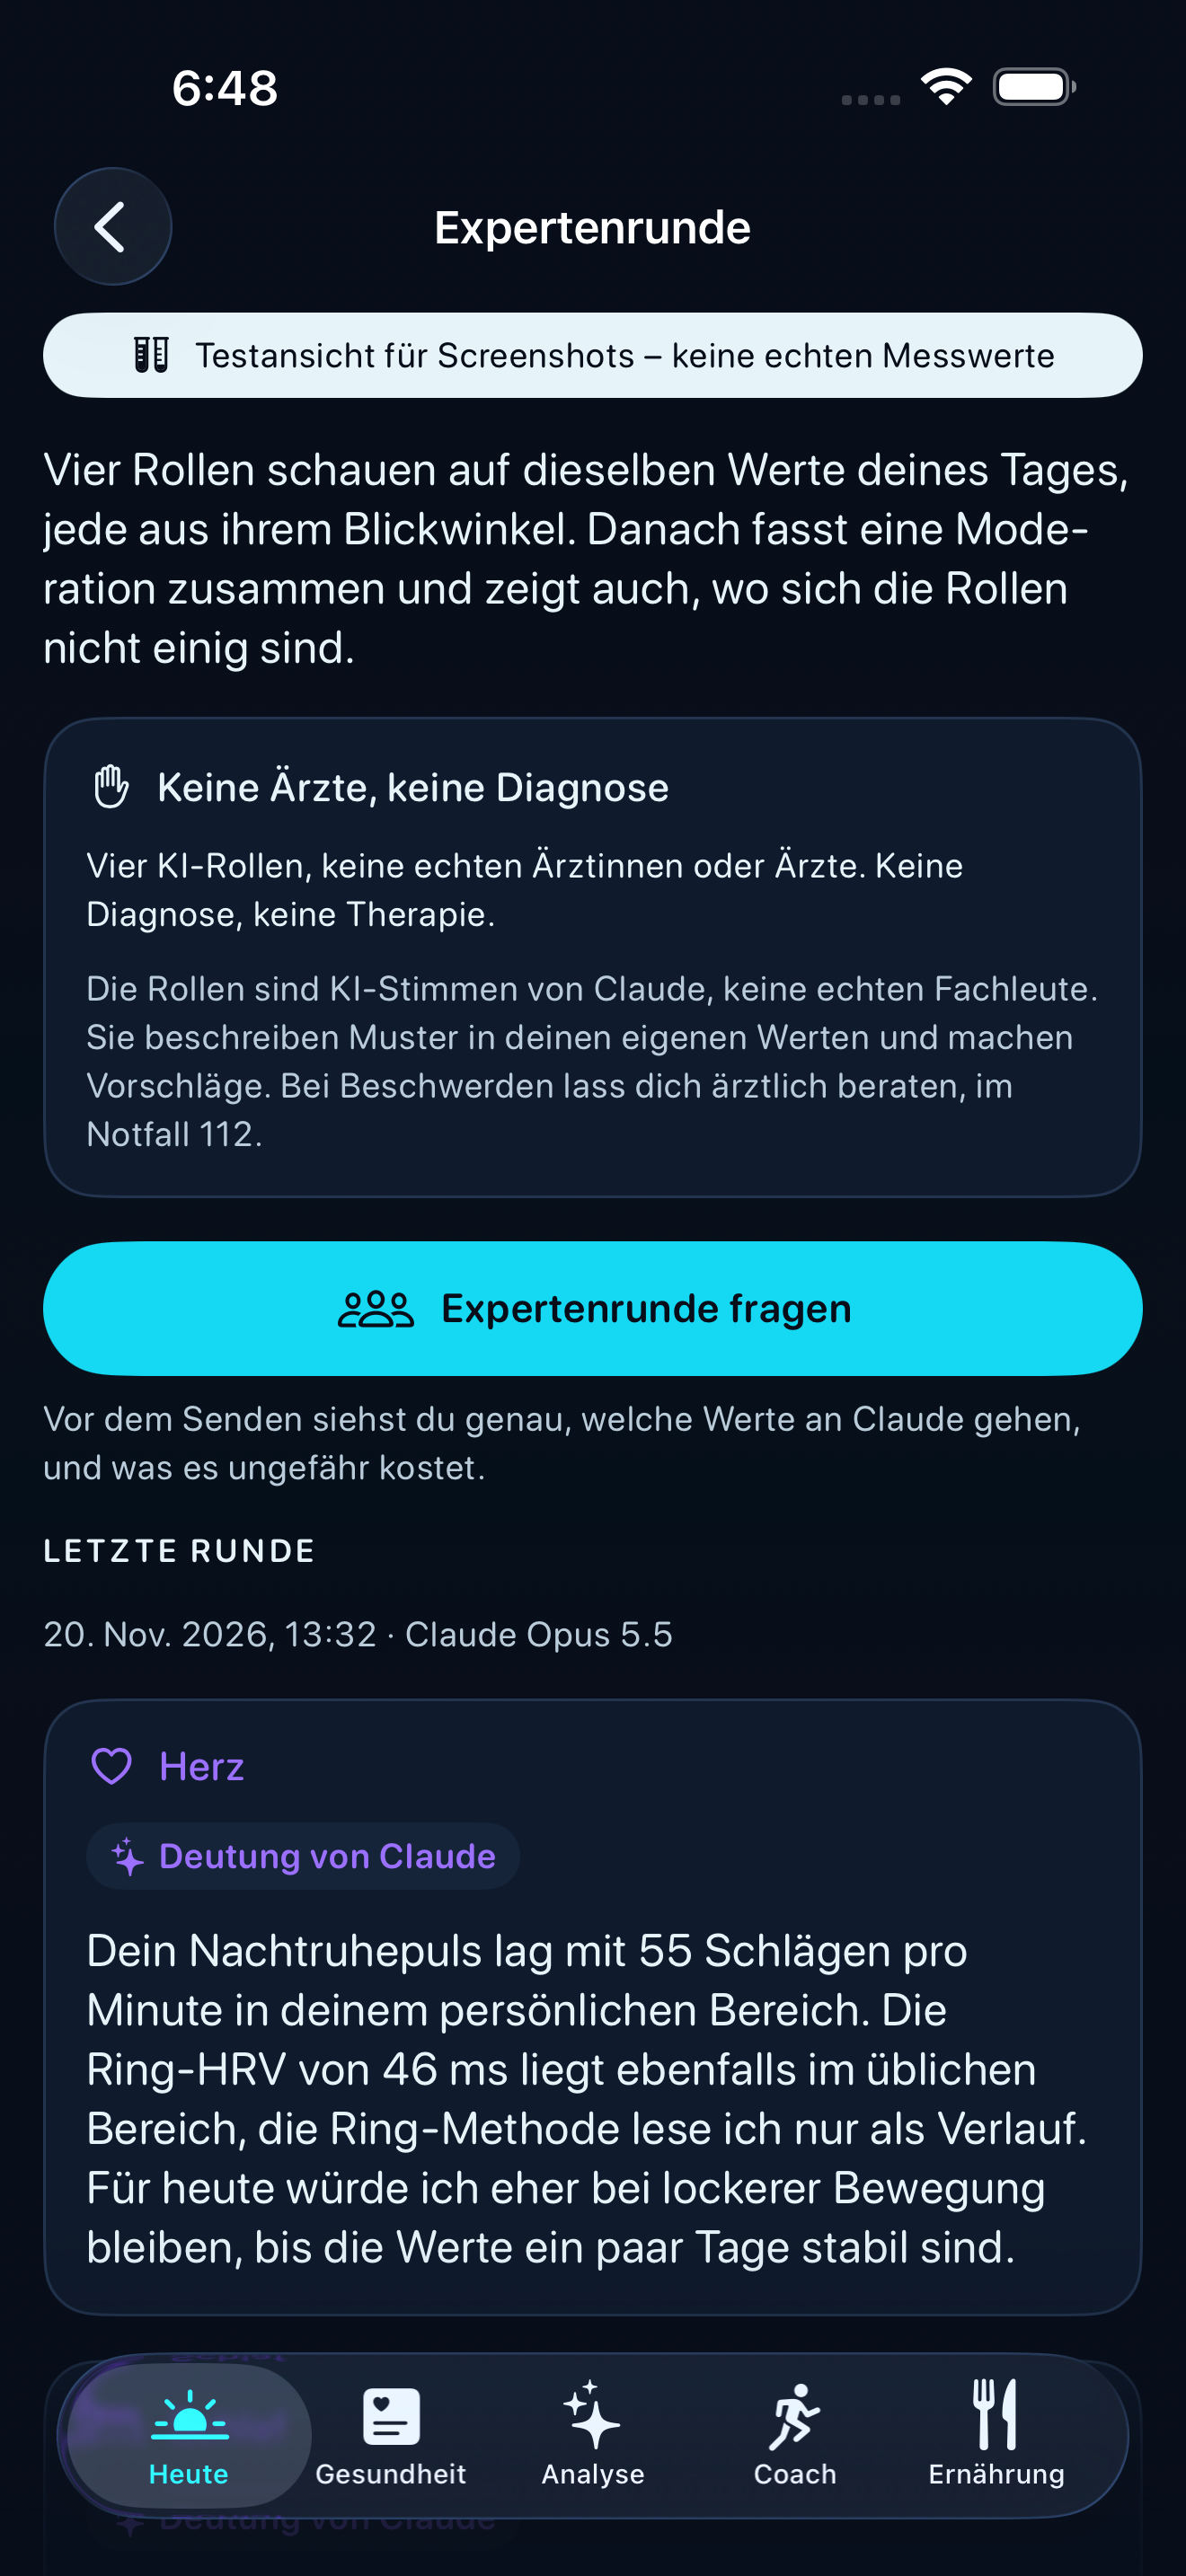 6:48
Expertenrunde
Testansicht für Screenshots – keine echten Messwerte
Vier Rollen schauen auf dieselben Werte deines Tages,
jede aus ihrem Blickwinkel. Danach fasst eine Mode-
ration zusammen und zeigt auch, wo sich die Rollen
nicht einig sind.
Keine Ärzte, keine Diagnose
Vier KI-Rollen, keine echten Ärztinnen oder Ärzte. Keine
Diagnose, keine Therapie.
Die Rollen sind KI-Stimmen von Claude, keine echten Fachleute.
Sie beschreiben Muster in deinen eigenen Werten und machen
Vorschläge. Bei Beschwerden lass dich ärztlich beraten, im
Notfall 112.
Expertenrunde fragen
Vor dem Senden siehst du genau, welche Werte an Claude gehen,
und was es ungefähr kostet.
LETZTE RUNDE
20. Nov. 2026, 13:32 · Claude Opus 5.5
Herz
Deutung von Claude
Dein Nachtruhepuls lag mit 55 Schlägen pro
Minute in deinem persönlichen Bereich. Die
Ring-HRV von 46 ms liegt ebenfalls im üblichen
Bereich, die Ring-Methode lese ich nur als Verlauf.
Für heute würde ich eher bei lockerer Bewegung
bleiben, bis die Werte ein paar Tage stabil sind.
Heute Gesundheit Analyse Coach Ernährung
Deutung von Claude